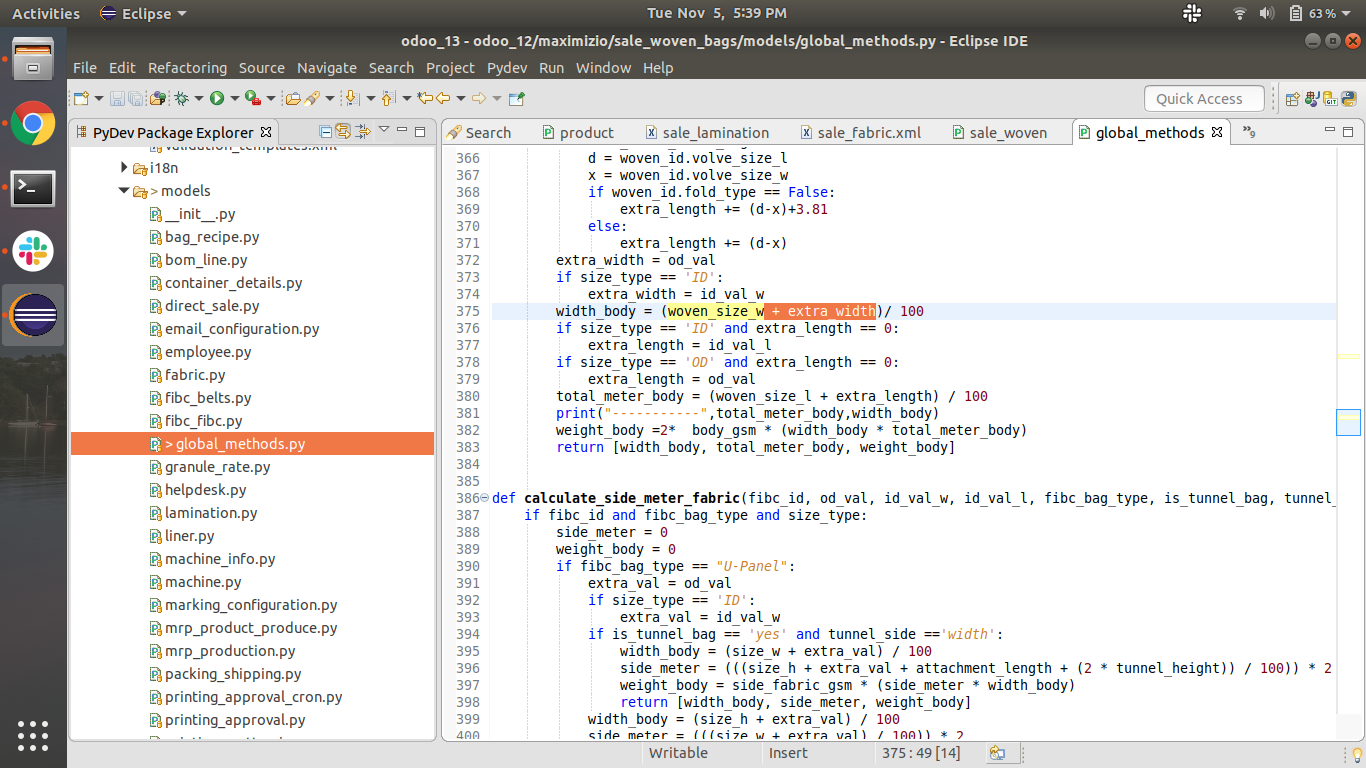 Activities Eclipse Tue Nov 5, 5:39 PM 63 %
odoo_13 - odoo_12/maximizio/sale_woven_bags/models/global_methods.py - Eclipse IDE
File Edit Refactoring Source Navigate Search Project Pydev Run Window Help
Quick Access
PyDev Package Explorer
validation_templates.xml
i18n
> models
__init__.py
bag_recipe.py
bom_line.py
container_details.py
direct_sale.py
email_configuration.py
employee.py
fabric.py
fibc_belts.py
fibc_fibc.py
> global_methods.py
granule_rate.py
helpdesk.py
lamination.py
liner.py
machine_info.py
machine.py
marking_configuration.py
mrp_product_produce.py
mrp_production.py
packing_shipping.py
printing_approval_cron.py
printing_approval.py
Search product sale_lamination sale_fabric.xml sale_woven global_methods »9
366 d = woven_id.volve_size_l
367 x = woven_id.volve_size_w
368 if woven_id.fold_type == False:
369 extra_length += (d-x)+3.81
370 else:
371 extra_length += (d-x)
372 extra_width = od_val
373 if size_type == 'ID':
374 extra_width = id_val_w
375 width_body = (woven_size_w + extra_width)/ 100
376 if size_type == 'ID' and extra_length == 0:
377 extra_length = id_val_l
378 if size_type == 'OD' and extra_length == 0:
379 extra_length = od_val
380 total_meter_body = (woven_size_l + extra_length) / 100
381 print("-----------",total_meter_body,width_body)
382 weight_body =2* body_gsm * (width_body * total_meter_body)
383 return [width_body, total_meter_body, weight_body]
384
385
386 def calculate_side_meter_fabric(fibc_id, od_val, id_val_w, id_val_l, fibc_bag_type, is_tunnel_bag, tunnel_
387 if fibc_id and fibc_bag_type and size_type:
388 side_meter = 0
389 weight_body = 0
390 if fibc_bag_type == "U-Panel":
391 extra_val = od_val
392 if size_type == 'ID':
393 extra_val = id_val_w
394 if is_tunnel_bag == 'yes' and tunnel_side =='width':
395 width_body = (size_w + extra_val) / 100
396 side_meter = (((size_h + extra_val + attachment_length + (2 * tunnel_height)) / 100)) * 2
397 weight_body = side_fabric_gsm * (side_meter * width_body)
398 return [width_body, side_meter, weight_body]
399 width_body = (size_h + extra_val) / 100
400 side_meter = (((size_w + extra_val) / 100)) * 2
Writable Insert 375 : 49 [14]